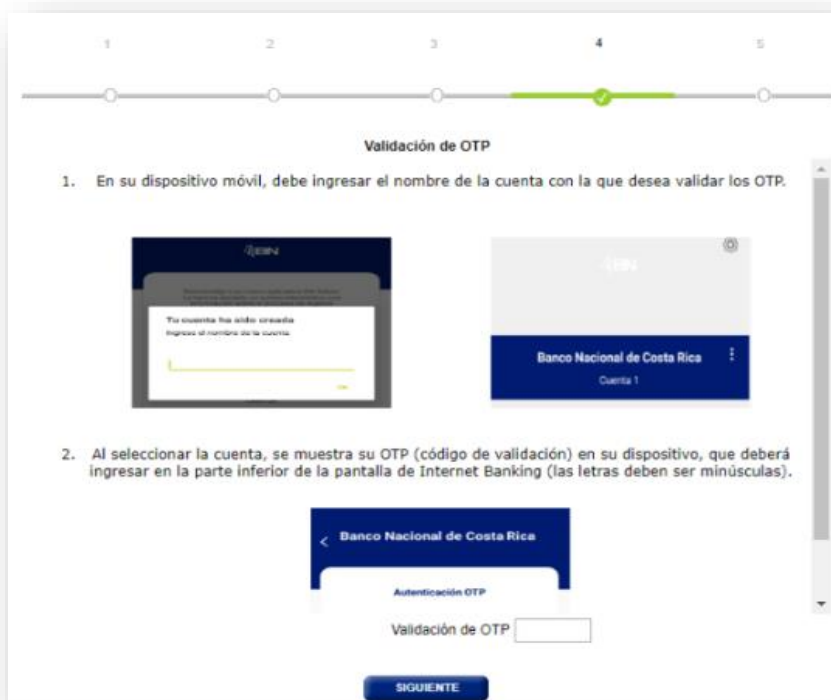 1 2 3 4 5
Validación de OTP
1. En su dispositivo móvil, debe ingresar el nombre de la cuenta con la que desea validar los OTP.
BN
Tu cuenta ha sido creada
Ingrese el nombre de la cuenta
BN
Banco Nacional de Costa Rica
Cuenta 1
2. Al seleccionar la cuenta, se muestra su OTP (código de validación) en su dispositivo, que deberá
ingresar en la parte inferior de la pantalla de Internet Banking (las letras deben ser minúsculas).
Banco Nacional de Costa Rica
Autenticación OTP
Validación de OTP
SIGUIENTE